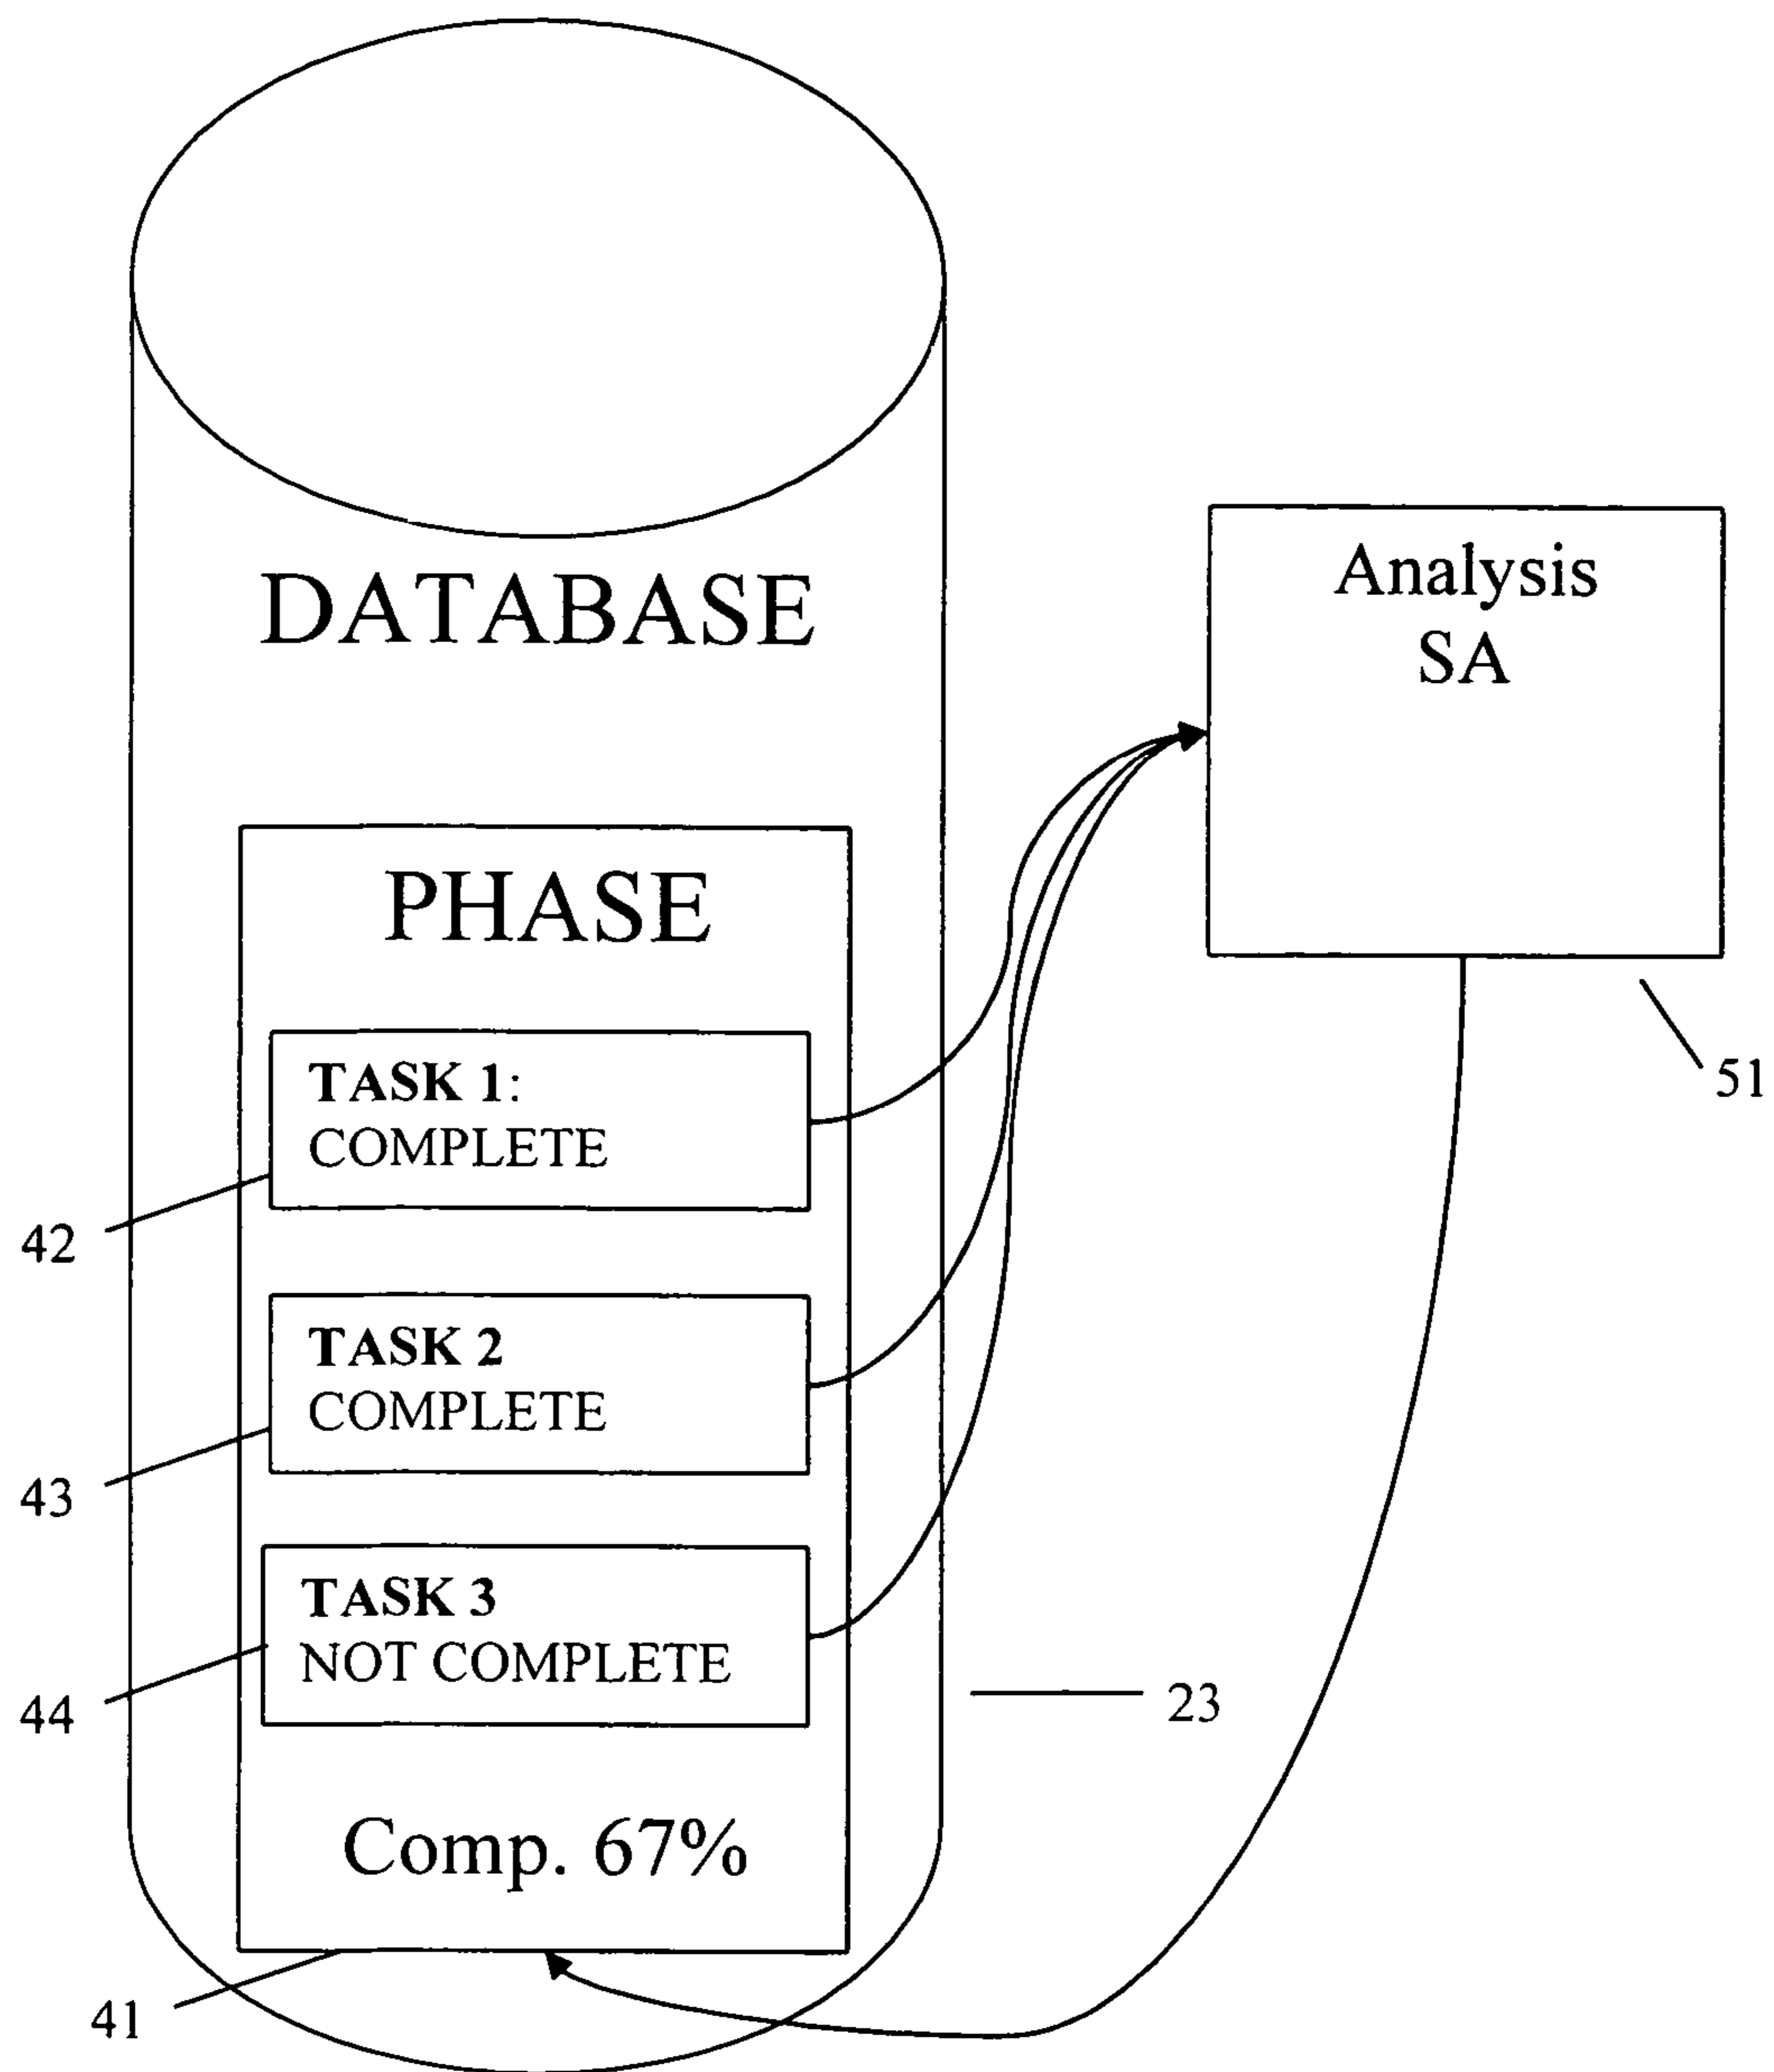 DATABASE
Analysis
SA
PHASE
51
TASK 1:
COMPLETE
42
TASK 2
COMPLETE
43
TASK 3
NOT COMPLETE
44
23
Comp. 67%
41